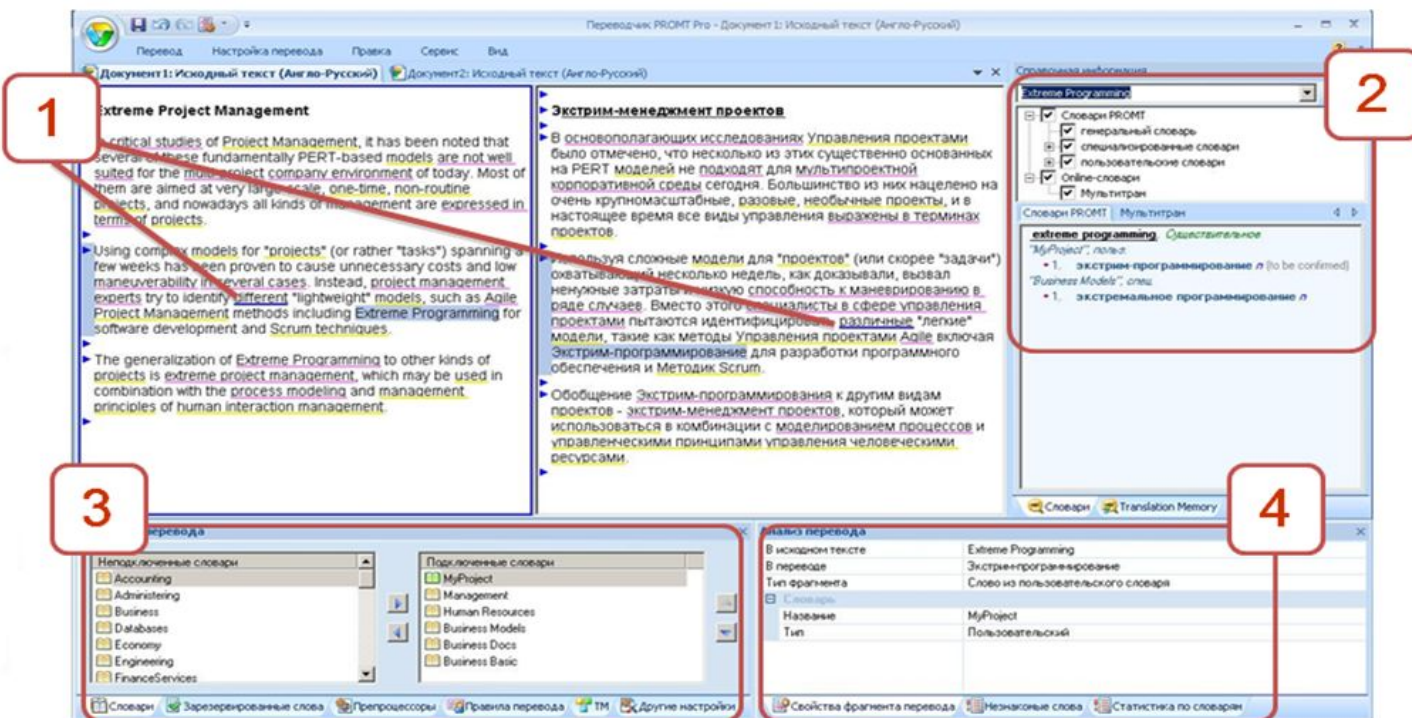 Переводчик PROMT Pro - Документ1: Исходный текст (Англо-Русский)
Перевод Настройка перевода Правка Сервис Вид
Документ1: Исходный текст (Англо-Русский) Документ2: Исходный текст (Англо-Русский)
Справочная информация
1
Extreme Project Management
critical studies of Project Management, it has been noted that
several of these fundamentally PERT-based models are not well
suited for the multi-project company environment of today. Most of
them are aimed at very large-scale, one-time, non-routine
projects, and nowadays all kinds of management are expressed in
terms of projects.
Using complex models for "projects" (or rather "tasks") spanning a
few weeks has been proven to cause unnecessary costs and low
maneuverability in several cases. Instead, project management
experts try to identify different "lightweight" models, such as Agile
Project Management methods including Extreme Programming for
software development and Scrum techniques.
The generalization of Extreme Programming to other kinds of
projects is extreme project management, which may be used in
combination with the process modeling and management
principles of human interaction management.
Экстрим-менеджмент проектов
В основополагающих исследованиях Управления проектами
было отмечено, что несколько из этих существенно основанных
на PERT моделей не подходят для мультипроектной
корпоративной среды сегодня. Большинство из них нацелено на
очень крупномасштабные, разовые, необычные проекты, и в
настоящее время все виды управления выражены в терминах
проектов.
Используя сложные модели для "проектов" (или скорее "задачи")
охватывающий несколько недель, как доказывали, вызвал
ненужные затраты и низкую способность к маневрированию в
ряде случаев. Вместо этого специалисты в сфере управления
проектами пытаются идентифицировать различные "легкие"
модели, такие как методы Управления проектами Agile включая
Экстрим-программирование для разработки программного
обеспечения и Методик Scrum.
Обобщение Экстрим-программирования к другим видам
проектов - экстрим-менеджмент проектов, который может
использоваться в комбинации с моделированием процессов и
управленческими принципами управления человеческими
ресурсами.
2
Extreme Programming
Словари PROMT
генеральный словарь
специализированные словари
пользовательские словари
Online-словари
Мультитран
Словари PROMT Мультитран
extreme programming, Существительное
"MyProject", польз.
1. экстрим-программирование n (to be confirmed)
"Business Models", спец.
1. экстремальное программирование n
Словари Translation Memory
3
перевода
Неподключенные словари
Accounting
Administering
Business
Databases
Economy
Engineering
FinanceServices
Подключенные словари
MyProject
Management
Human Resources
Business Models
Business Docs
Business Basic
Словари Зарезервированные слова Препроцессоры Правила перевода ТМ Другие настройки
4
Анализ перевода
В исходном тексте Extreme Programming
В переводе Экстрим-программирование
Тип фрагмента Слово из пользовательского словаря
Словарь
Название MyProject
Тип Пользовательский
Свойства фрагмента перевода Незнакомые слова Статистика по словарям